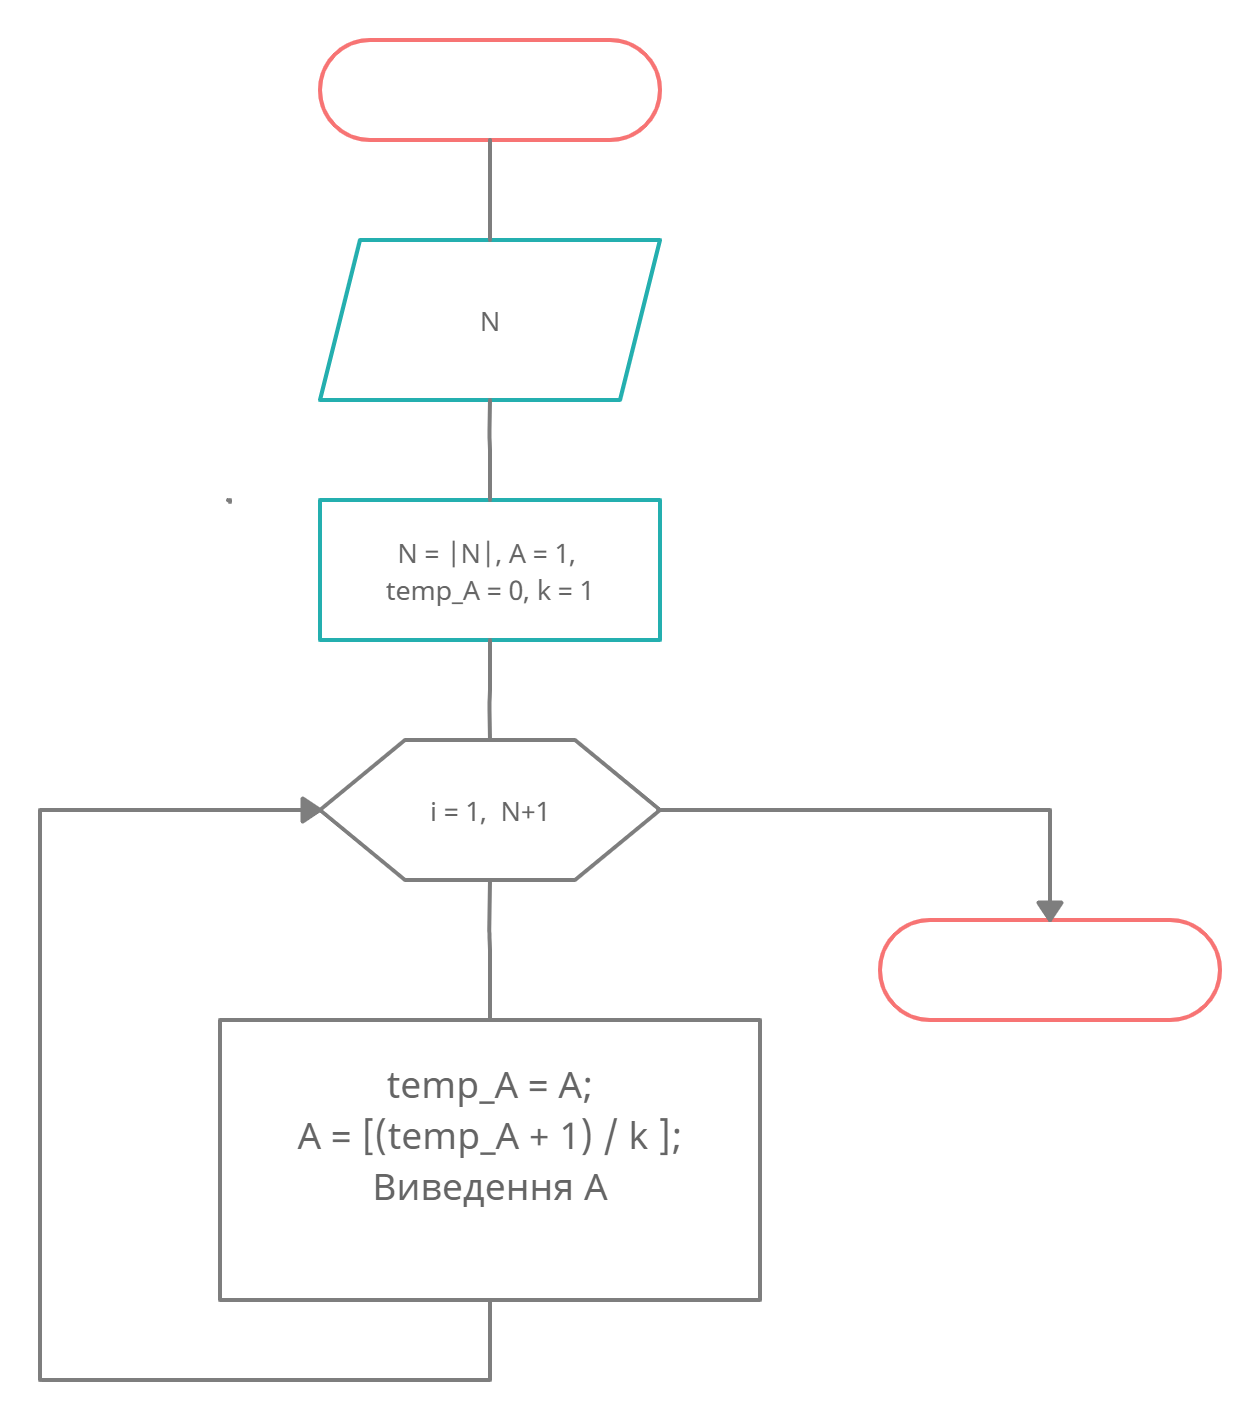 N
N = |N|, A = 1,
temp_A = 0, k = 1
i = 1, N+1
temp_A = A;
A = [(temp_A + 1) / k ];
Виведення A